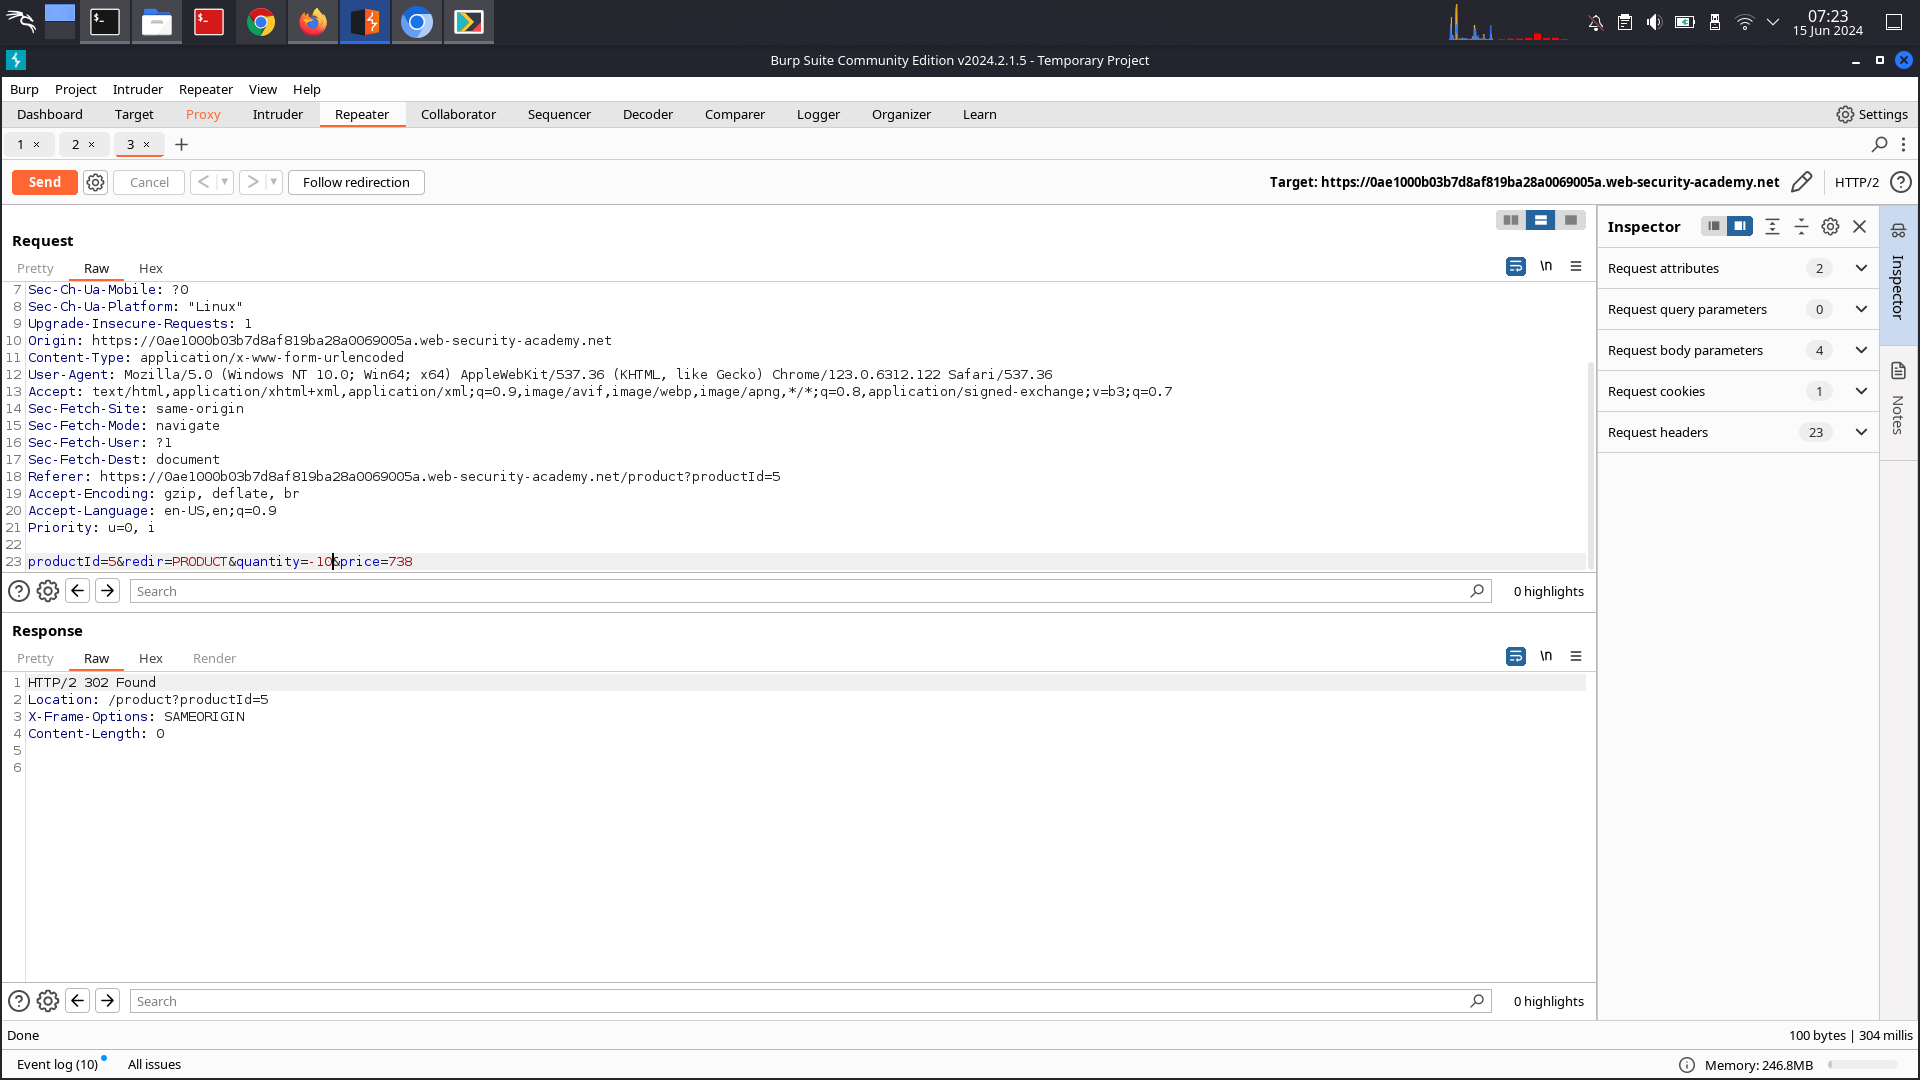 07:23
15 Jun 2024
Burp Suite Community Edition v2024.2.1.5 - Temporary Project
Burp Project Intruder Repeater View Help
Dashboard Target Proxy Intruder Repeater Collaborator Sequencer Decoder Comparer Logger Organizer Learn Settings
1 × 2 × 3 × +
Send Cancel < > Follow redirection Target: https://0ae1000b03b7d8af819ba28a0069005a.web-security-academy.net HTTP/2 ?
Request
Pretty Raw Hex \n
7 Sec-Ch-Ua-Mobile: ?0
8 Sec-Ch-Ua-Platform: "Linux"
9 Upgrade-Insecure-Requests: 1
10 Origin: https://0ae1000b03b7d8af819ba28a0069005a.web-security-academy.net
11 Content-Type: application/x-www-form-urlencoded
12 User-Agent: Mozilla/5.0 (Windows NT 10.0; Win64; x64) AppleWebKit/537.36 (KHTML, like Gecko) Chrome/123.0.6312.122 Safari/537.36
13 Accept: text/html,application/xhtml+xml,application/xml;q=0.9,image/avif,image/webp,image/apng,*/*;q=0.8,application/signed-exchange;v=b3;q=0.7
14 Sec-Fetch-Site: same-origin
15 Sec-Fetch-Mode: navigate
16 Sec-Fetch-User: ?1
17 Sec-Fetch-Dest: document
18 Referer: https://0ae1000b03b7d8af819ba28a0069005a.web-security-academy.net/product?productId=5
19 Accept-Encoding: gzip, deflate, br
20 Accept-Language: en-US,en;q=0.9
21 Priority: u=0, i
22
23 productId=5&redir=PRODUCT&quantity=-10&price=738
? Search 0 highlights
Response
Pretty Raw Hex Render \n
1 HTTP/2 302 Found
2 Location: /product?productId=5
3 X-Frame-Options: SAMEORIGIN
4 Content-Length: 0
5
6
? Search 0 highlights
Inspector
Request attributes 2
Request query parameters 0
Request body parameters 4
Request cookies 1
Request headers 23
Inspector
Notes
Done 100 bytes | 304 millis
Event log (10) All issues Memory: 246.8MB